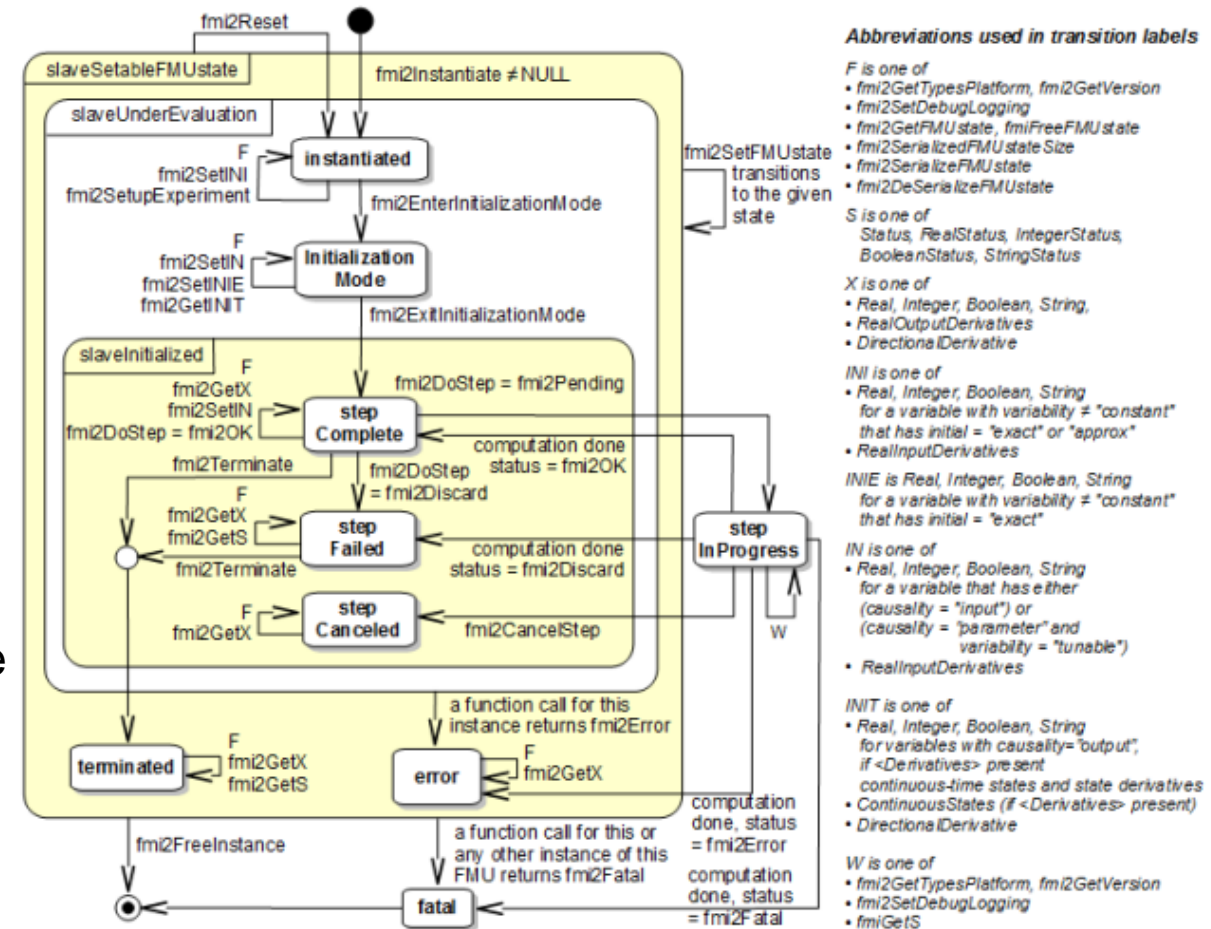 fmi2Reset
slaveSetableFMUstate
fmi2Instantiate ≠ NULL
slaveUnderEvaluation
instantiated
F
fmi2SetINI
fmi2SetupExperiment
fmi2SetFMUstate
transitions
to the given
state
fmi2EnterInitializationMode
F
fmi2SetIN
fmi2SetINIE
fmi2GetINIT
Initialization
Mode
fmi2ExitInitializationMode
slaveInitialized
F
fmi2GetX
fmi2SetIN
fmi2DoStep = fmi2OK
step
Complete
fmi2DoStep = fmi2Pending
computation done
status = fmi2OK
fmi2Terminate
fmi2DoStep
= fmi2Discard
F
fmi2GetX
fmi2GetS
step
Failed
step
InProgress
computation done
status = fmi2Discard
fmi2Terminate
F
fmi2GetX
step
Canceled
fmi2CancelStep
W
e
a function call for this
instance returns fmi2Error
terminated
F
fmi2GetX
fmi2GetS
error
F
fmi2GetX
computation
done, status
= fmi2Error
fmi2FreeInstance
a function call for this or
any other instance of this
FMU returns fmi2Fatal
computation
done, status
= fmi2Fatal
fatal
Abbreviations used in transition labels
F is one of
• fmi2GetTypesPlatform, fmi2GetVersion
• fmi2SetDebugLogging
• fmi2GetFMUstate, fmiFreeFMUstate
• fmi2SerializedFMUstateSize
• fmi2SerializeFMUstate
• fmi2DeSerializeFMUstate
S is one of
Status, RealStatus, IntegerStatus,
BooleanStatus, StringStatus
X is one of
• Real, Integer, Boolean, String,
• RealOutputDerivatives
• DirectionalDerivative
INI is one of
• Real, Integer, Boolean, String
for a variable with variability ≠ "constant"
that has initial = "exact" or "approx"
• RealInputDerivatives
INIE is Real, Integer, Boolean, String
for a variable with variability ≠ "constant"
that has initial = "exact"
IN is one of
• Real, Integer, Boolean, String
for a variable that has either
(causality = "input") or
(causality = "parameter" and
variability = "tunable")
• RealInputDerivatives
INIT is one of
• Real, Integer, Boolean, String
for variables with causality="output",
if <Derivatives> present
continuous-time states and state derivatives
• ContinuousStates (if <Derivatives> present)
• DirectionalDerivative
W is one of
• fmi2GetTypesPlatform, fmi2GetVersion
• fmi2SetDebugLogging
• fmiGetS